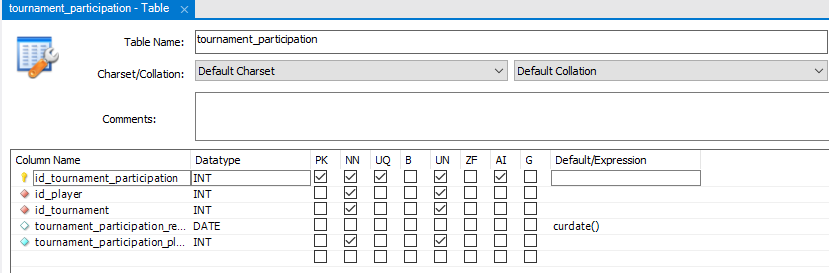 tournament_participation - Table ×
Table Name: tournament_participation
Charset/Collation: Default Charset Default Collation
Comments:
Column Name Datatype PK NN UQ B UN ZF AI G Default/Expression
id_tournament_participation INT
id_player INT
id_tournament INT
tournament_participation_re... DATE curdate()
tournament_participation_pl... INT